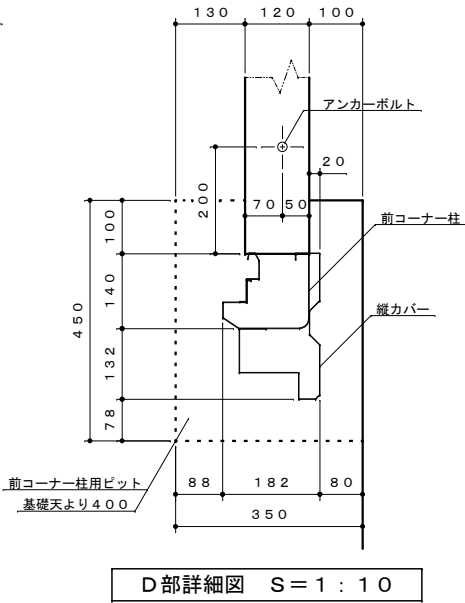 130 120 100
アンカーボルト
20
200
70 50
前コーナー柱
100
140
縦カバー
450
132
78
前コーナー柱用ピット
基礎天より400
88 182 80
350
D部詳細図 S=1:10